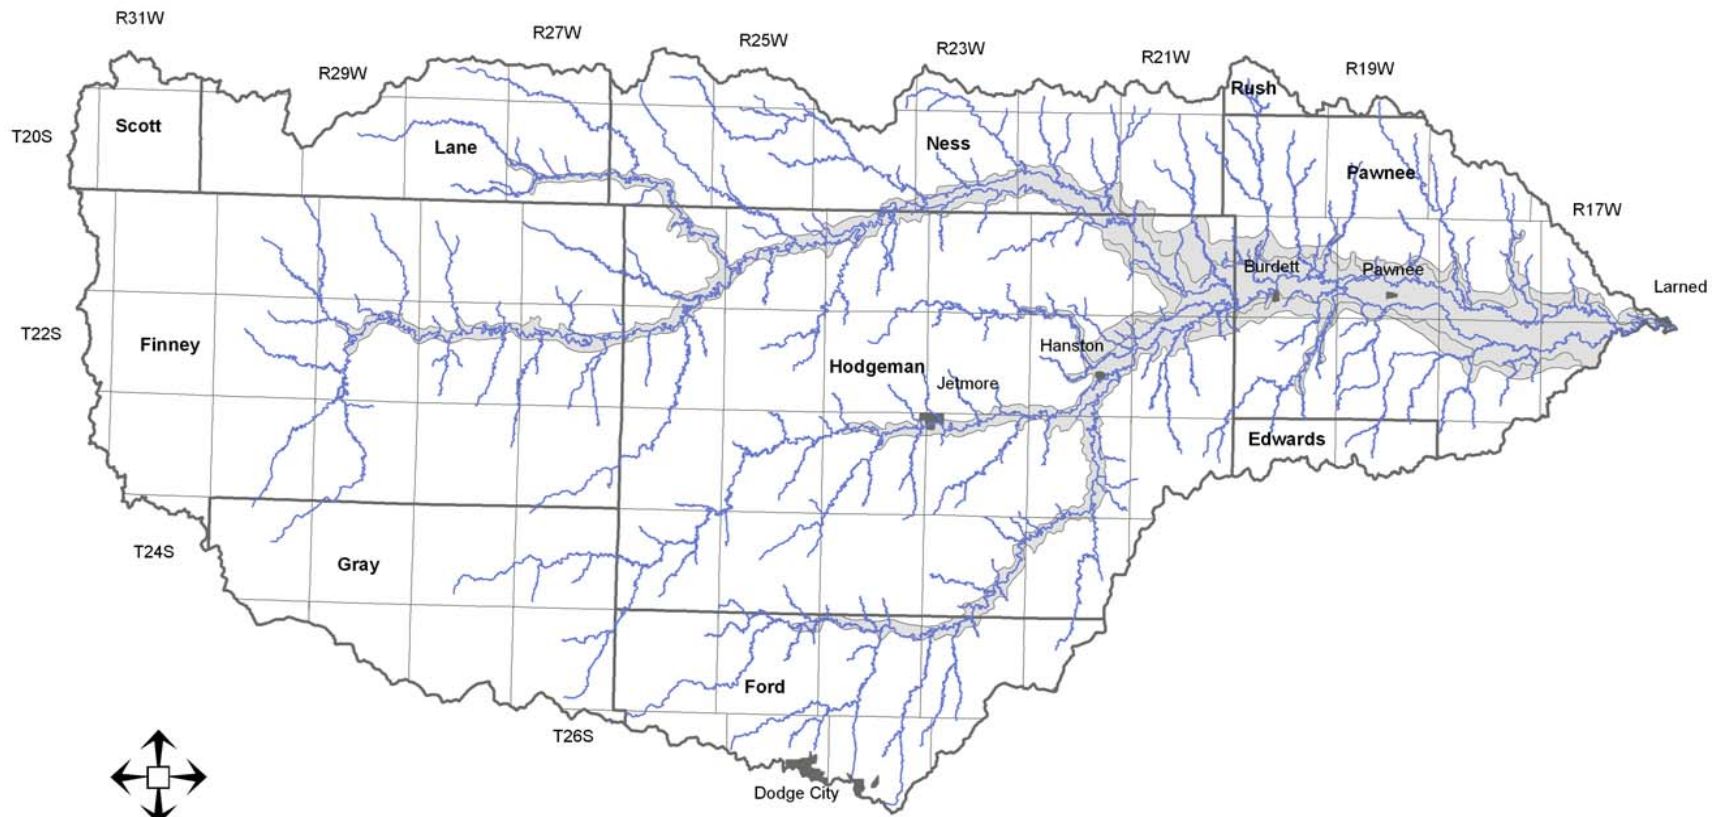 R31W
R27W
R25W
R23W
R21W
R19W
R29W
Rush
Scott
T20S
Lane
Ness
Pawnee
R17W
Burdett
Pawnee
Larned
T22S
Finney
Hanston
Hodgeman
Jetmore
Edwards
T24S
Gray
Ford
T26S
Dodge City